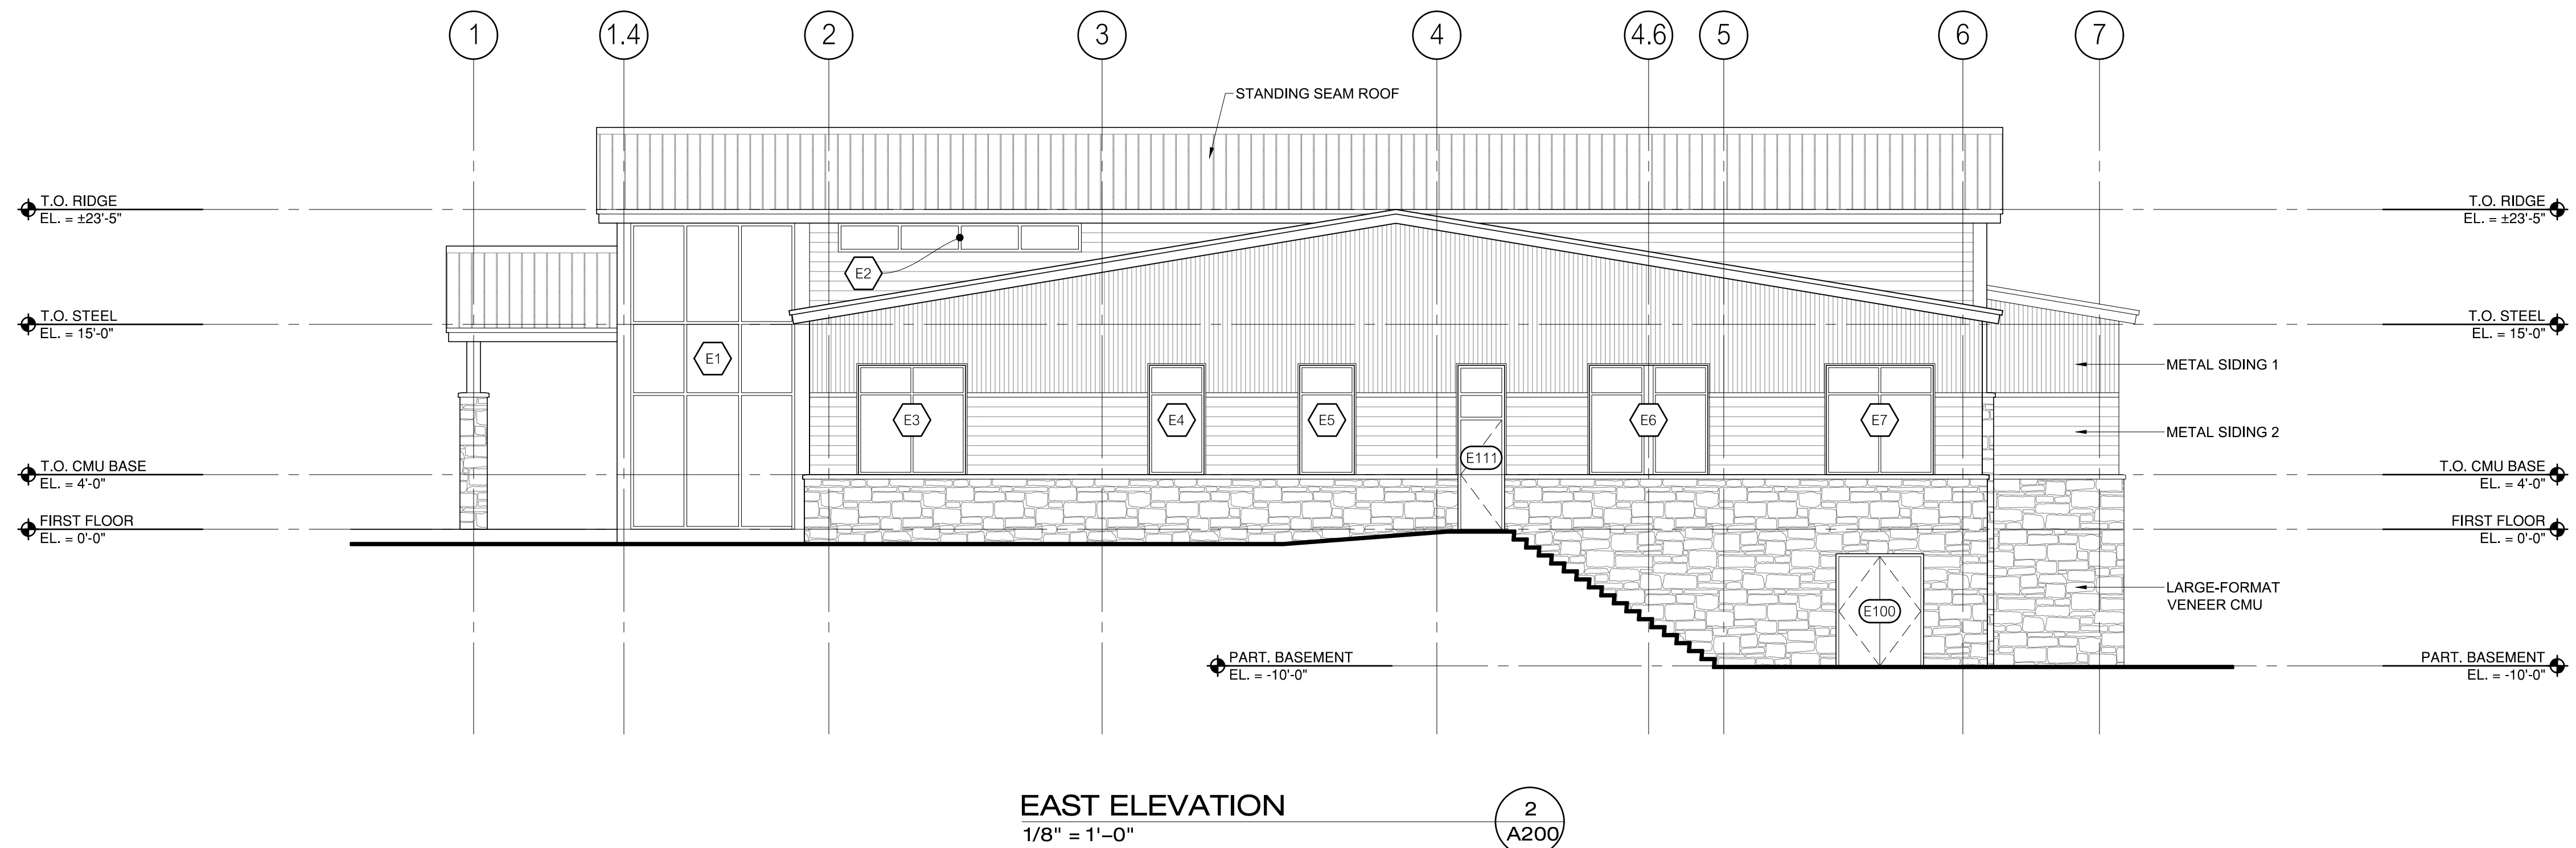 1
1.4
2
3
4
4.6
5
6
7
STANDING SEAM ROOF
T.O. RIDGE
EL. = ±23'-5"
T.O. RIDGE
EL. = ±23'-5"
E2
T.O. STEEL
EL. = 15'-0"
T.O. STEEL
EL. = 15'-0"
E1
METAL SIDING 1
E3
E4
E5
E6
E7
METAL SIDING 2
E111
T.O. CMU BASE
EL. = 4'-0"
T.O. CMU BASE
EL. = 4'-0"
FIRST FLOOR
EL. = 0'-0"
FIRST FLOOR
EL. = 0'-0"
LARGE-FORMAT
VENEER CMU
E100
PART. BASEMENT
EL. = -10'-0"
PART. BASEMENT
EL. = -10'-0"
EAST ELEVATION
1/8" = 1'-0"
2
A200